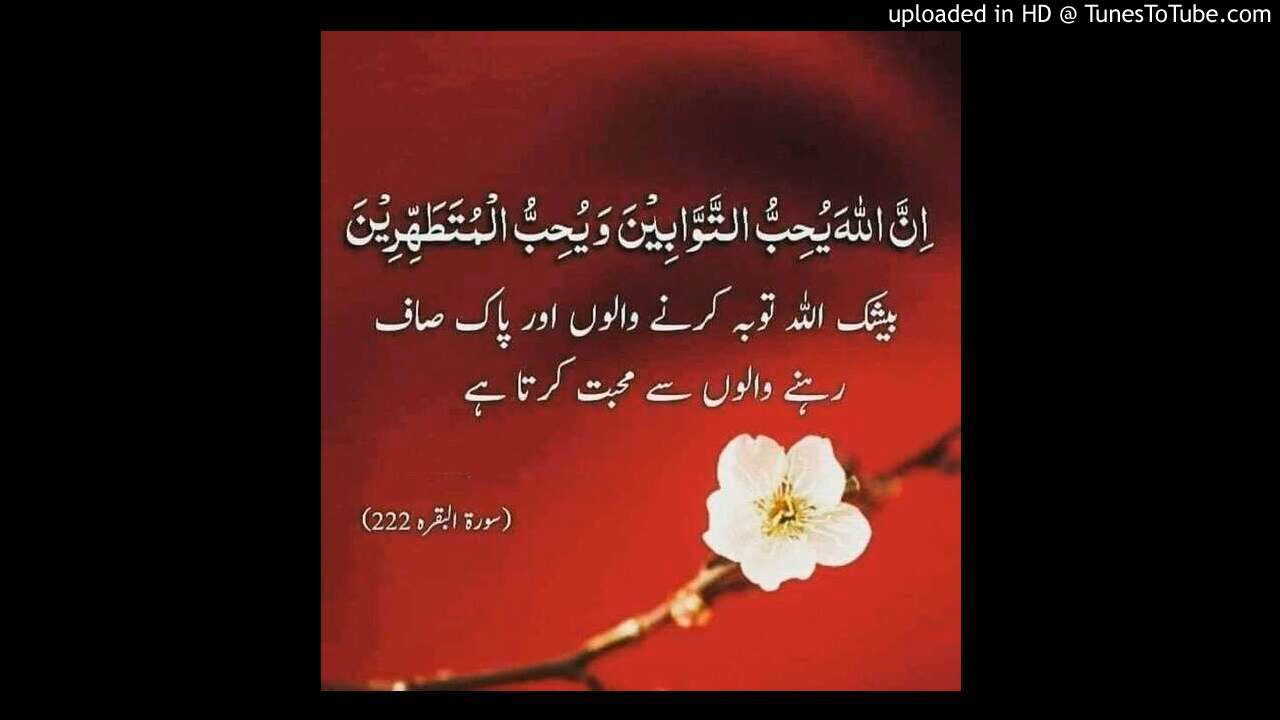 uploaded in HD @ TunesToTube.com
اِنَّ اللّٰهَ يُحِبُّ التَّوَّابِيْنَ وَ يُحِبُّ الْمُتَطَهِّرِيْنَ
بیشک اللہ توبہ کرنے والوں اور پاک صاف
رہنے والوں سے محبت کرتا ہے
(سورۃ البقرہ 222)